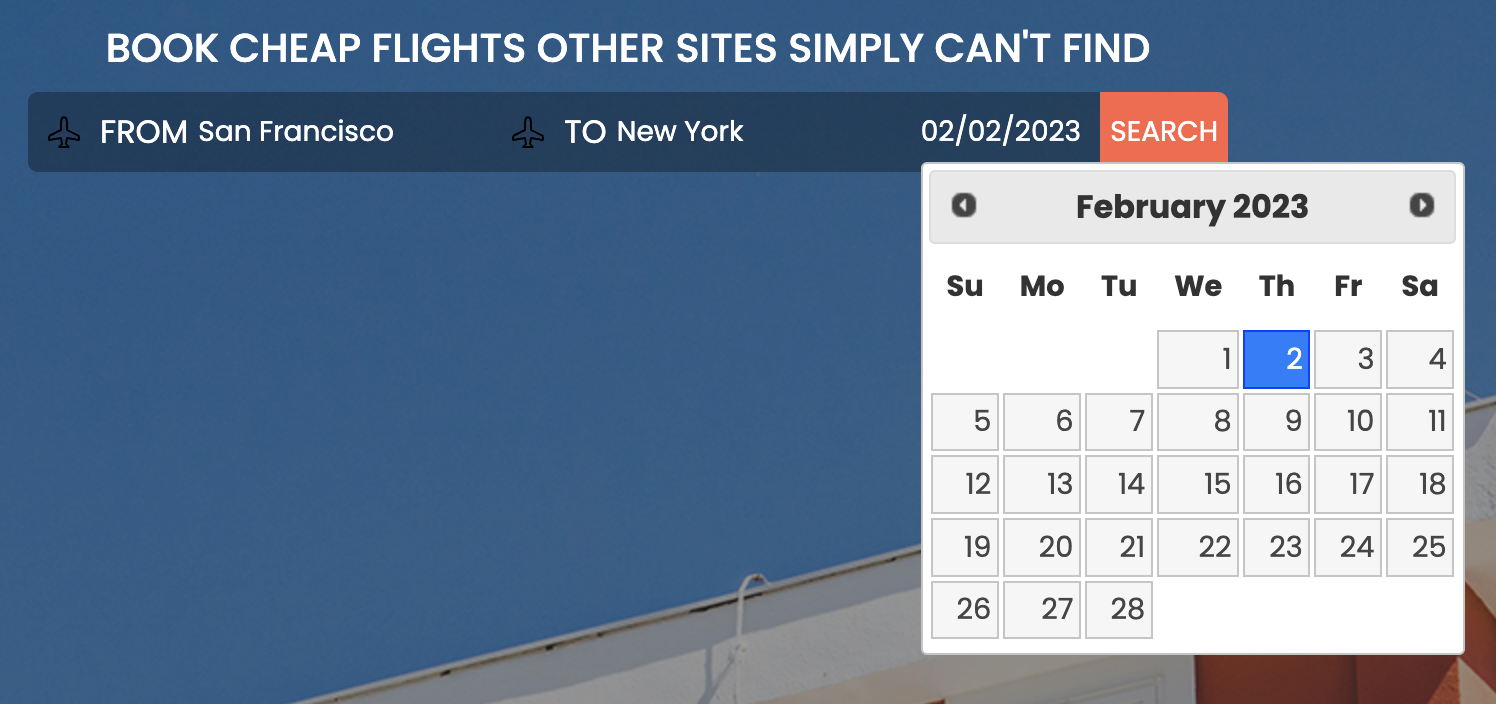 BOOK CHEAP FLIGHTS OTHER SITES SIMPLY CAN'T FIND
FROM San Francisco TO New York 02/02/2023 SEARCH
February 2023
Su Mo Tu We Th Fr Sa
1 2 3 4
5 6 7 8 9 10 11
12 13 14 15 16 17 18
19 20 21 22 23 24 25
26 27 28